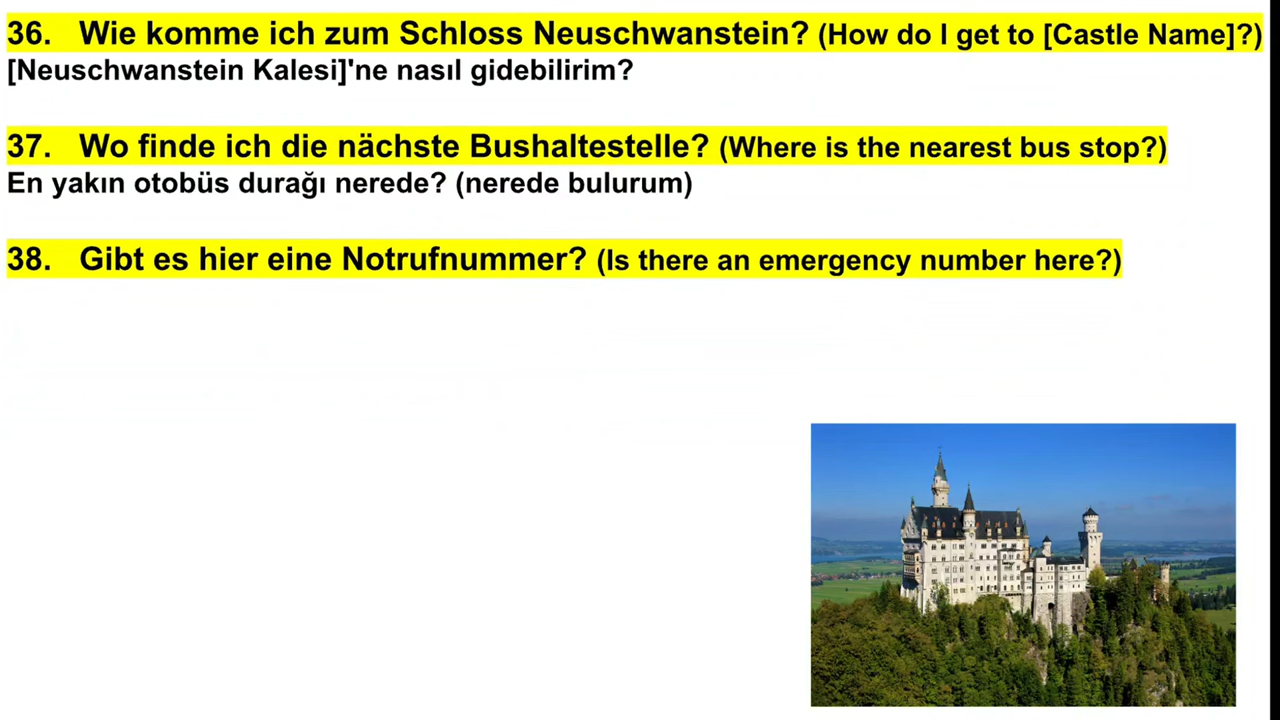 36. Wie komme ich zum Schloss Neuschwanstein? (How do I get to [Castle Name]?)
[Neuschwanstein Kalesi]'ne nasıl gidebilirim?
37. Wo finde ich die nächste Bushaltestelle? (Where is the nearest bus stop?)
En yakın otobüs durağı nerede? (nerede bulurum)
38. Gibt es hier eine Notrufnummer? (Is there an emergency number here?)